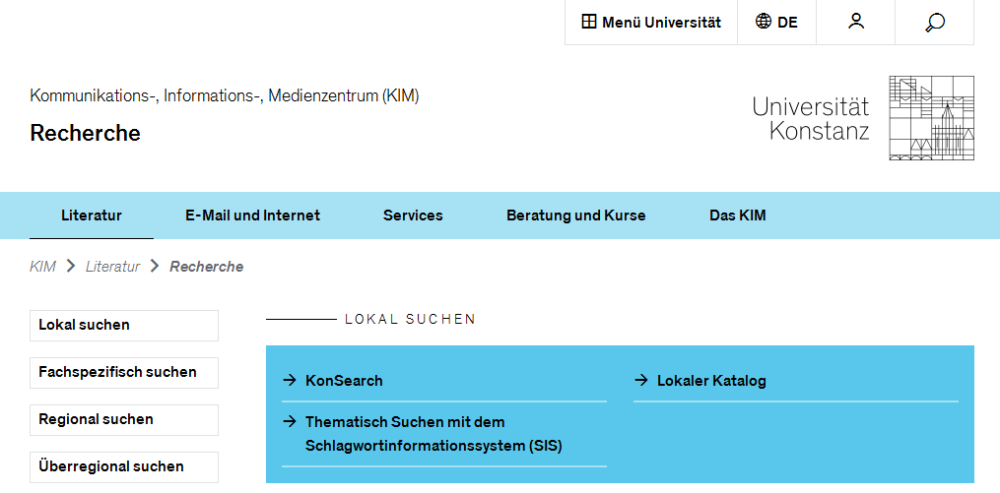 Menü Universität
DE
Kommunikations-, Informations-, Medienzentrum (KIM)
Recherche
Universität
Konstanz
Literatur
E-Mail und Internet
Services
Beratung und Kurse
Das KIM
KIM
Literatur
Recherche
Lokal suchen
Fachspezifisch suchen
Regional suchen
Überregional suchen
LOKAL SUCHEN
KonSearch
Lokaler Katalog
Thematisch Suchen mit dem
Schlagwortinformationssystem (SIS)